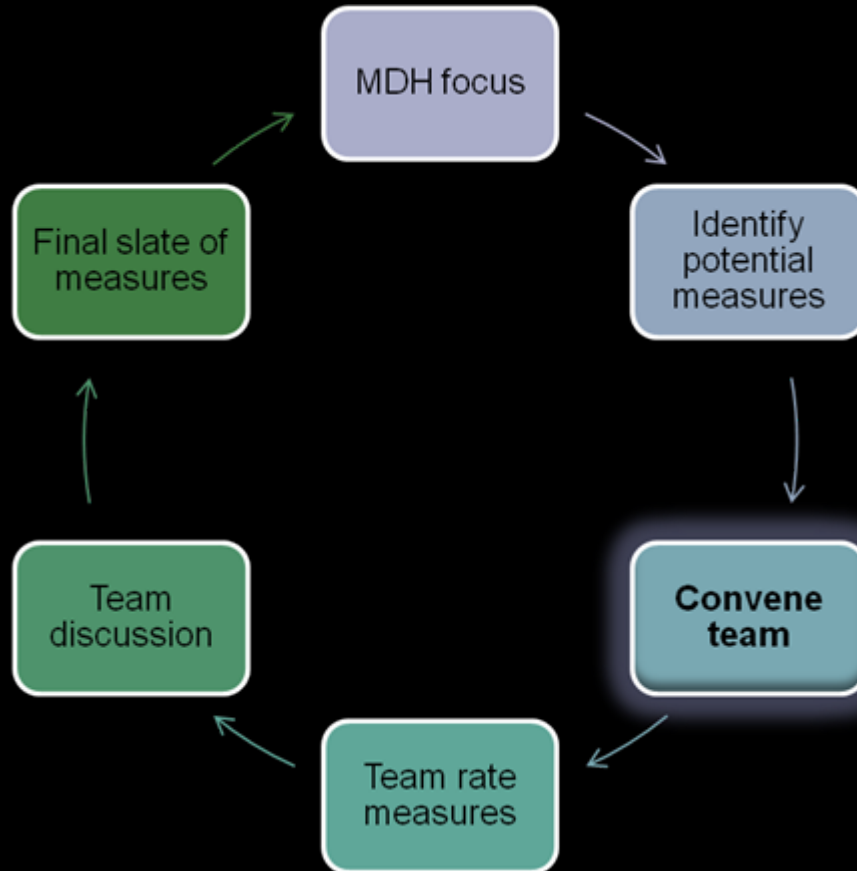 MDH focus
Identify
potential
measures
Convene
team
Team rate
measures
Team
discussion
Final slate of
measures